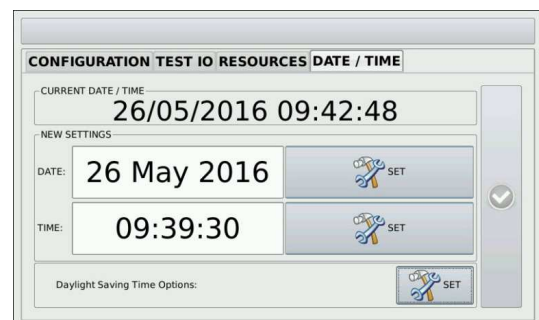 CONFIGURATION TEST IO RESOURCES DATE / TIME
CURRENT DATE / TIME
26/05/2016 09:42:48
NEW SETTINGS
DATE: 26 May 2016 SET
TIME: 09:39:30 SET
Daylight Saving Time Options: SET